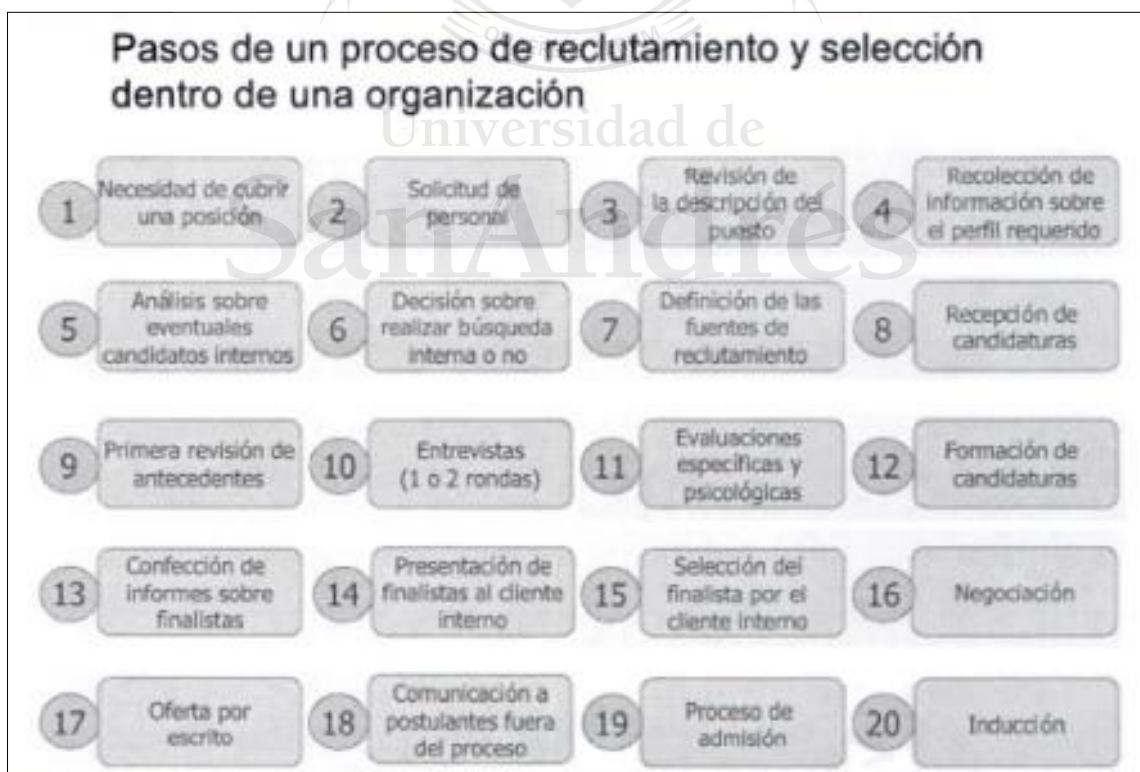 Pasos de un proceso de reclutamiento y selección
dentro de una organización
Universidad de
SanAndrés
1
Necesidad de cubrir
una posición
2
Solicitud de
personal
3
Revisión de
la descripción del
puesto
4
Recolección de
información sobre
el perfil requerido
5
Análisis sobre
eventuales
candidatos internos
6
Decisión sobre
realizar búsqueda
interna o no
7
Definición de las
fuentes de
reclutamiento
8
Recepción de
candidaturas
9
Primera revisión de
antecedentes
10
Entrevistas
(1 o 2 rondas)
11
Evaluaciones
específicas y
psicológicas
12
Formación de
candidaturas
13
Confección de
informes sobre
finalistas
14
Presentación de
finalistas al cliente
interno
15
Selección del
finalista por el
cliente interno
16
Negociación
17
Oferta por
escrito
18
Comunicación a
postulantes fuera
del proceso
19
Proceso de
admisión
20
Inducción